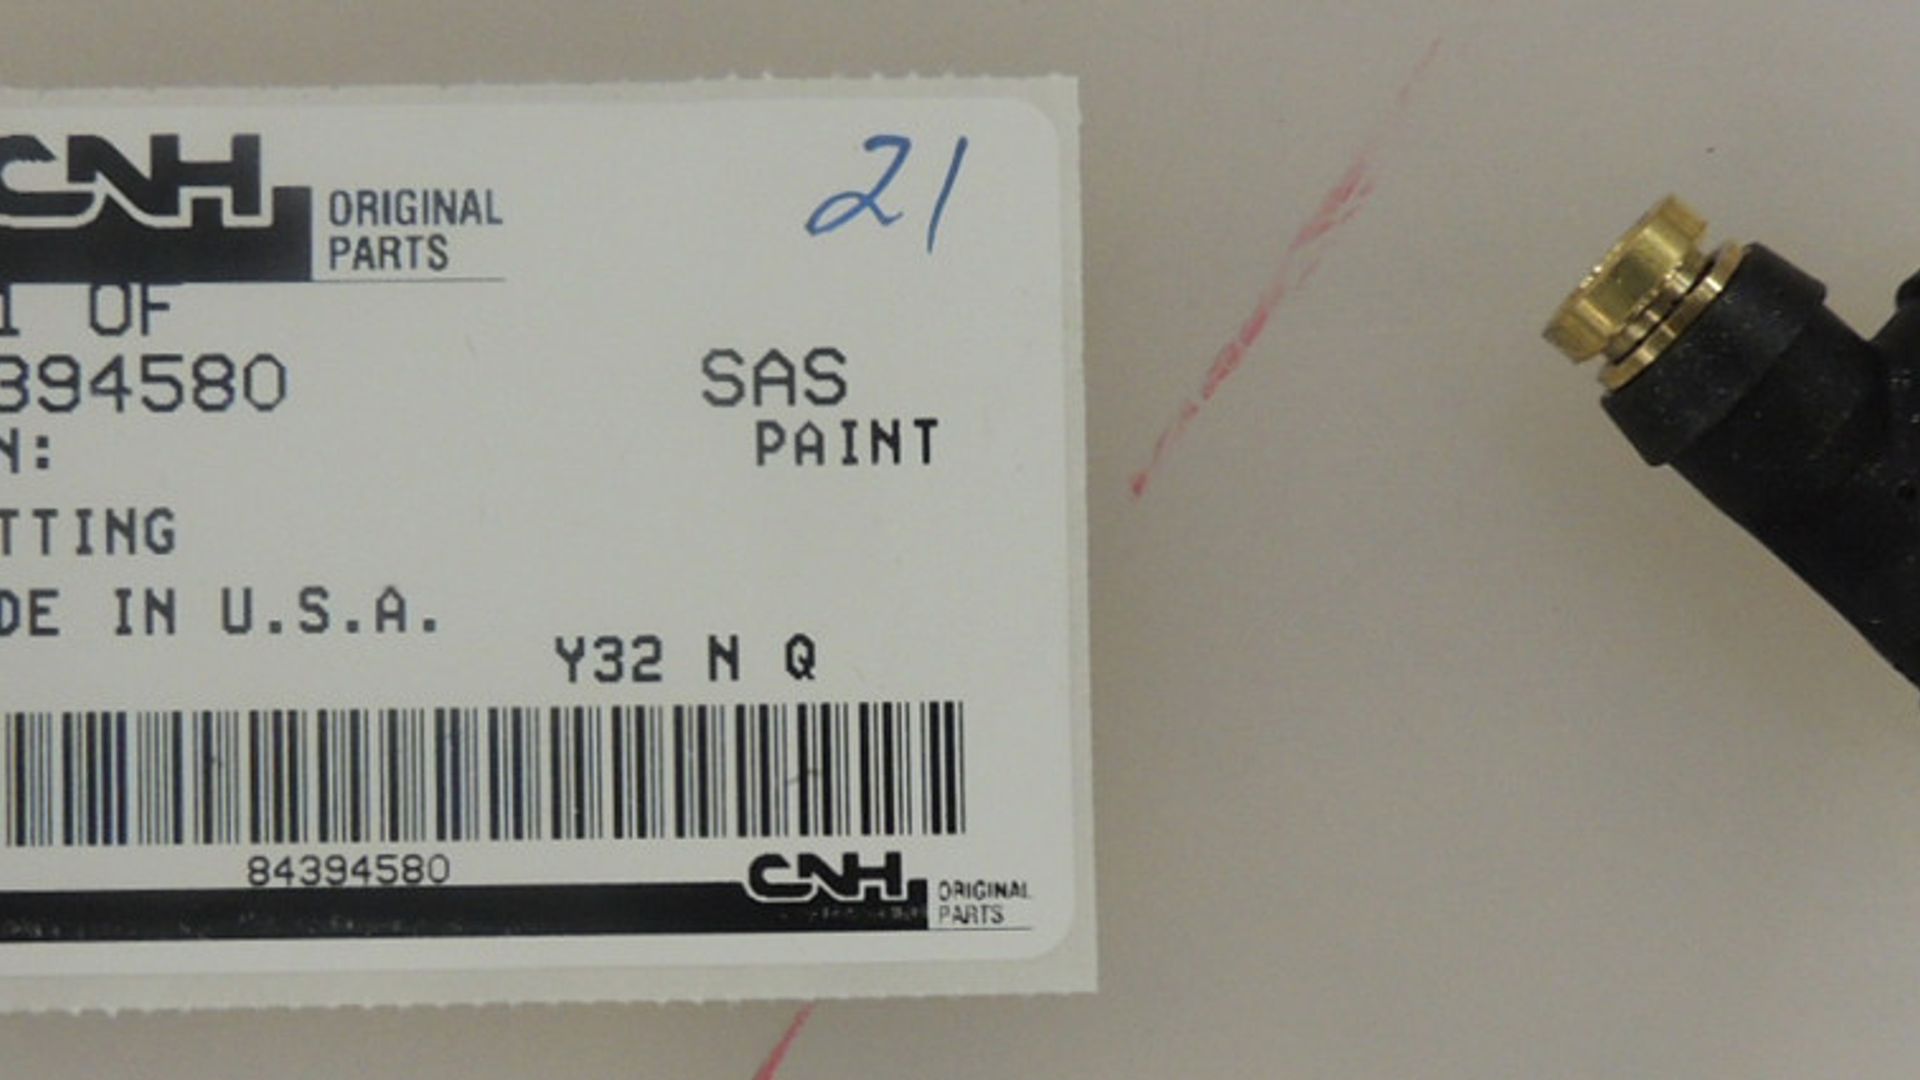 CNH
ORIGINAL
PARTS
21
1 OF
394580
SAS
N:
PAINT
TTING
DE IN U.S.A.
Y32 N Q
84394580
CNH
ORIGINAL
PARTS